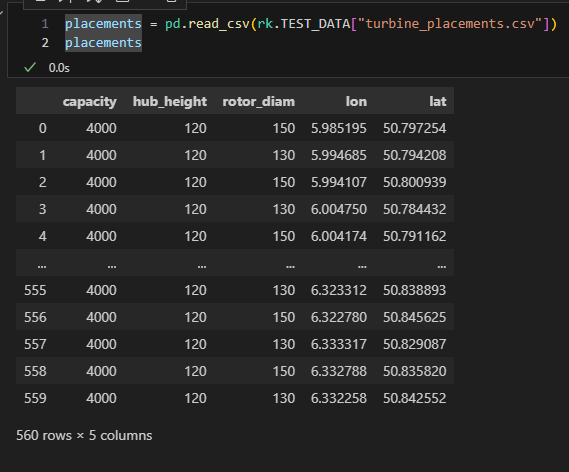 1 placements = pd.read_csv(rk.TEST_DATA["turbine_placements.csv"])
2 placements
0.0s
capacity hub_height rotor_diam lon lat
0 4000 120 150 5.985195 50.797254
1 4000 120 130 5.994685 50.794208
2 4000 120 150 5.994107 50.800939
3 4000 120 130 6.004750 50.784432
4 4000 120 150 6.004174 50.791162
... ... ... ... ... ...
555 4000 120 130 6.323312 50.838893
556 4000 120 150 6.322780 50.845625
557 4000 120 130 6.333317 50.829087
558 4000 120 150 6.332788 50.835820
559 4000 120 130 6.332258 50.842552
560 rows × 5 columns